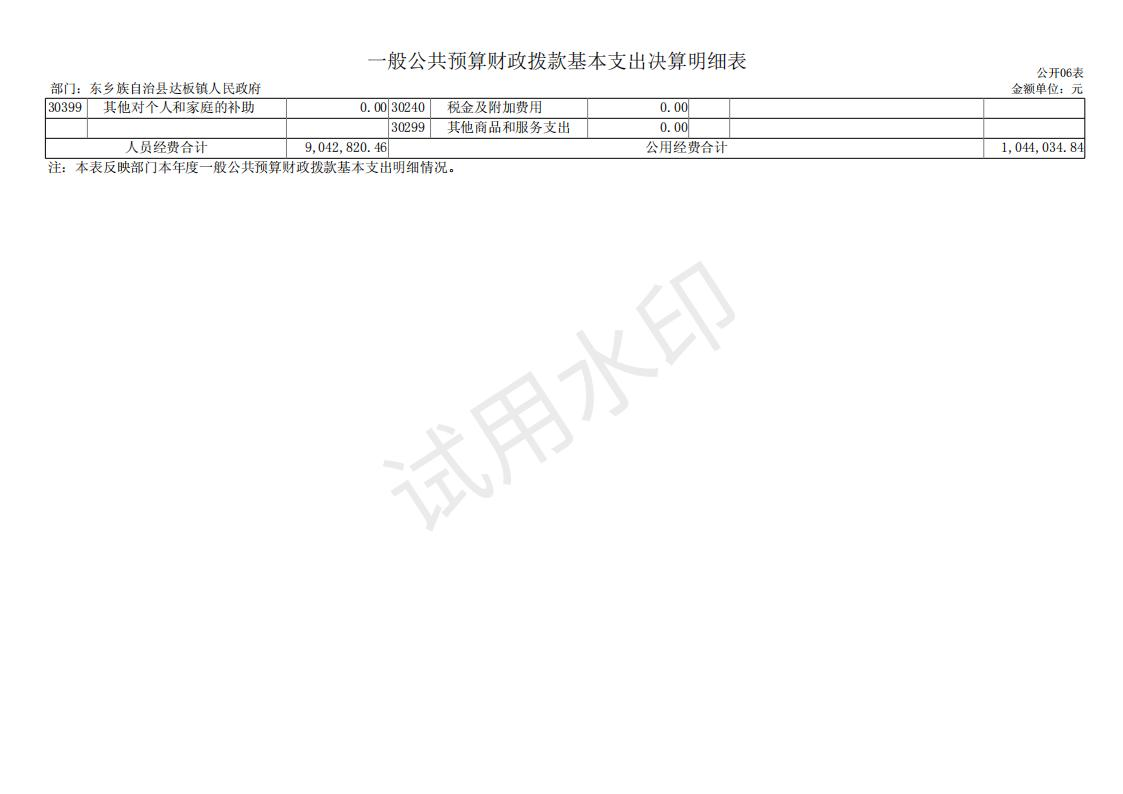 一般公共预算财政拨款基本支出决算明细表
公开06表
部门：东乡族自治县达板镇人民政府 金额单位：元
30399 其他对个人和家庭的补助 0.00 30240 税金及附加费用 0.00
30299 其他商品和服务支出 0.00
人员经费合计 9,042,820.46 公用经费合计 1,044,034.84
注：本表反映部门本年度一般公共预算财政拨款基本支出明细情况。
试用水印